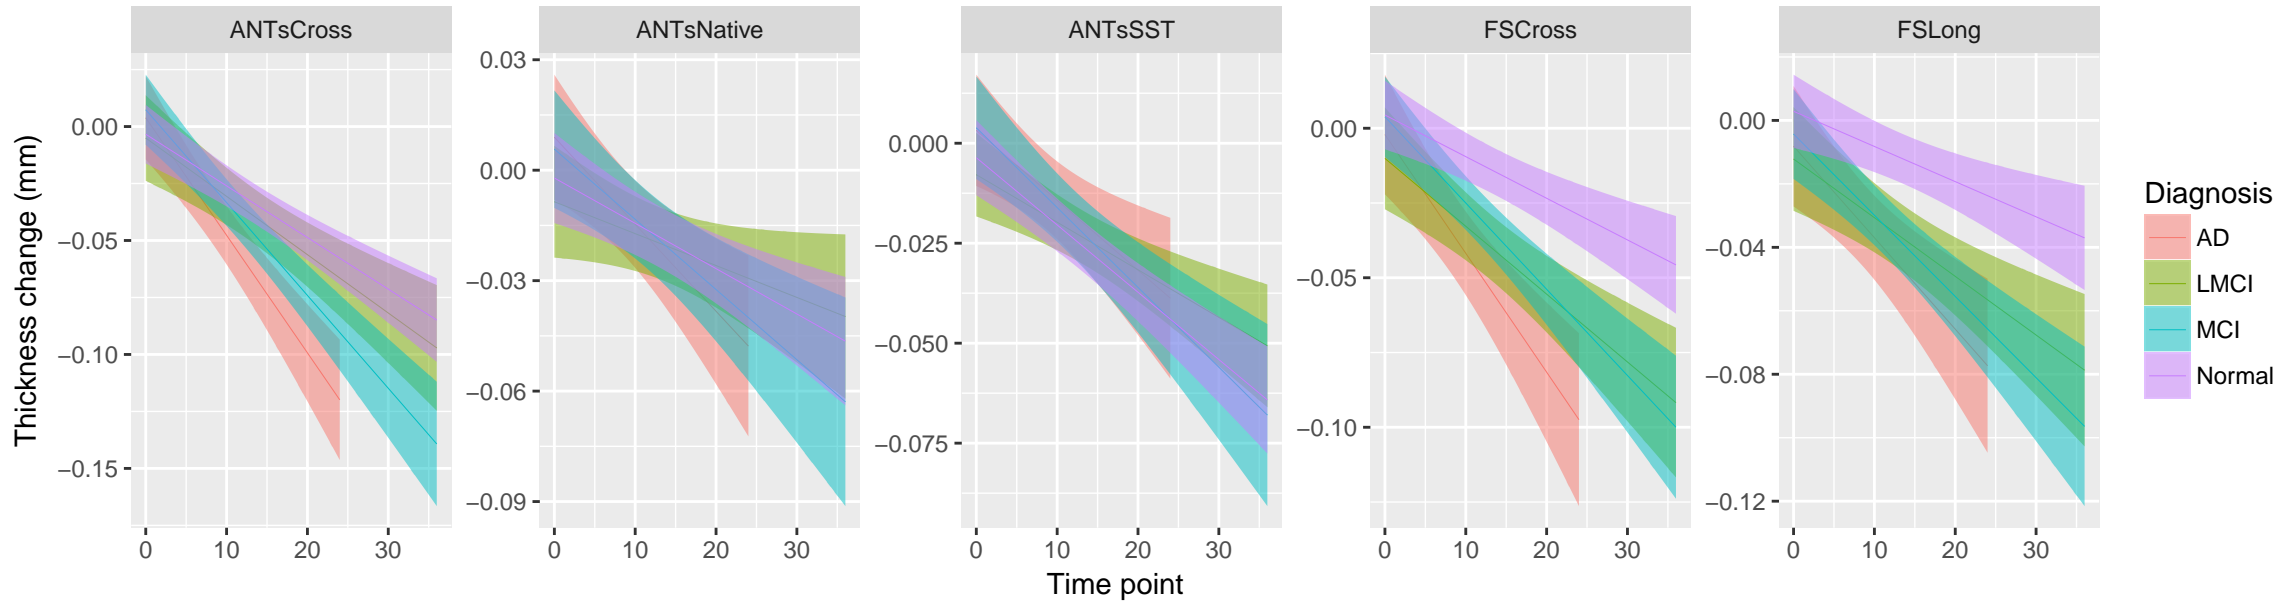 ANTsCross ANTsNative ANTsSST FSCross FSLong
Thickness change (mm)
0.00
−0.05
−0.10
−0.15
0 10 20 30
0.03
0.00
−0.03
−0.06
−0.09
0 10 20 30
0.000
−0.025
−0.050
−0.075
0 10 20 30
0.00
−0.05
−0.10
0 10 20 30
0.00
−0.04
−0.08
−0.12
0 10 20 30
Time point
Diagnosis
AD
LMCI
MCI
Normal